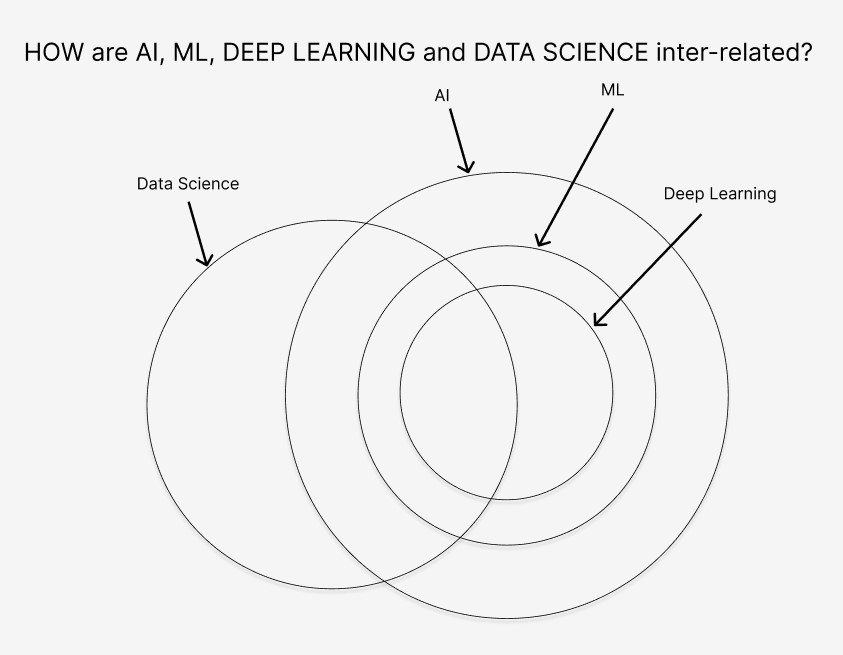 HOW are AI, ML, DEEP LEARNING and DATA SCIENCE inter-related?
AI
ML
Data Science
Deep Learning